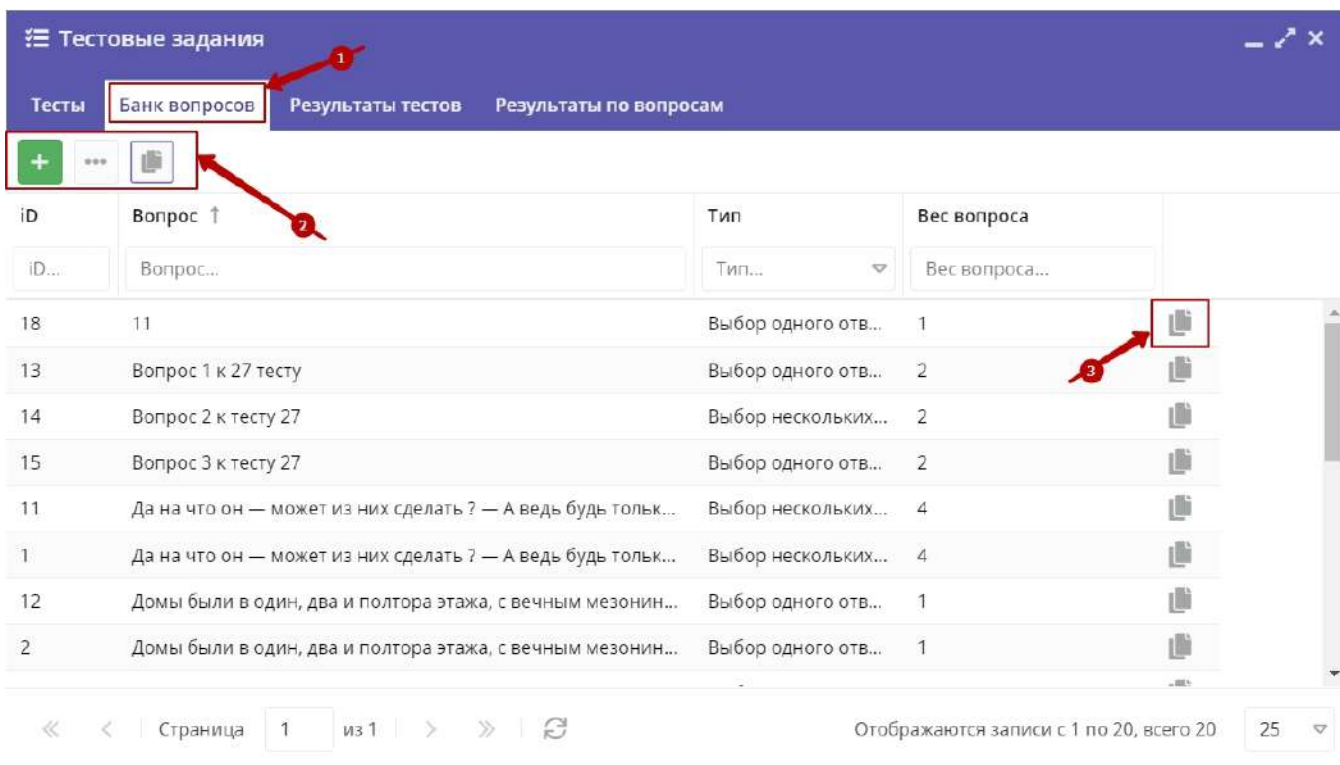 Тестовые задания
1
Тесты Банк вопросов Результаты тестов Результаты по вопросам
2
iD Вопрос ↑ Тип Вес вопроса
iD... Вопрос... Тип... Вес вопроса...
18 11 Выбор одного отв... 1
3
13 Вопрос 1 к 27 тесту Выбор одного отв... 2
14 Вопрос 2 к тесту 27 Выбор нескольких... 2
15 Вопрос 3 к тесту 27 Выбор одного отв... 2
11 Да на что он — может из них сделать ? — А ведь будь тольк... Выбор нескольких... 4
1 Да на что он — может из них сделать ? — А ведь будь тольк... Выбор нескольких... 4
12 Домы были в один, два и полтора этажа, с вечным мезонин... Выбор одного отв... 1
2 Домы были в один, два и полтора этажа, с вечным мезонин... Выбор одного отв... 1
Страница 1 из 1 Отображаются записи с 1 по 20, всего 20 25